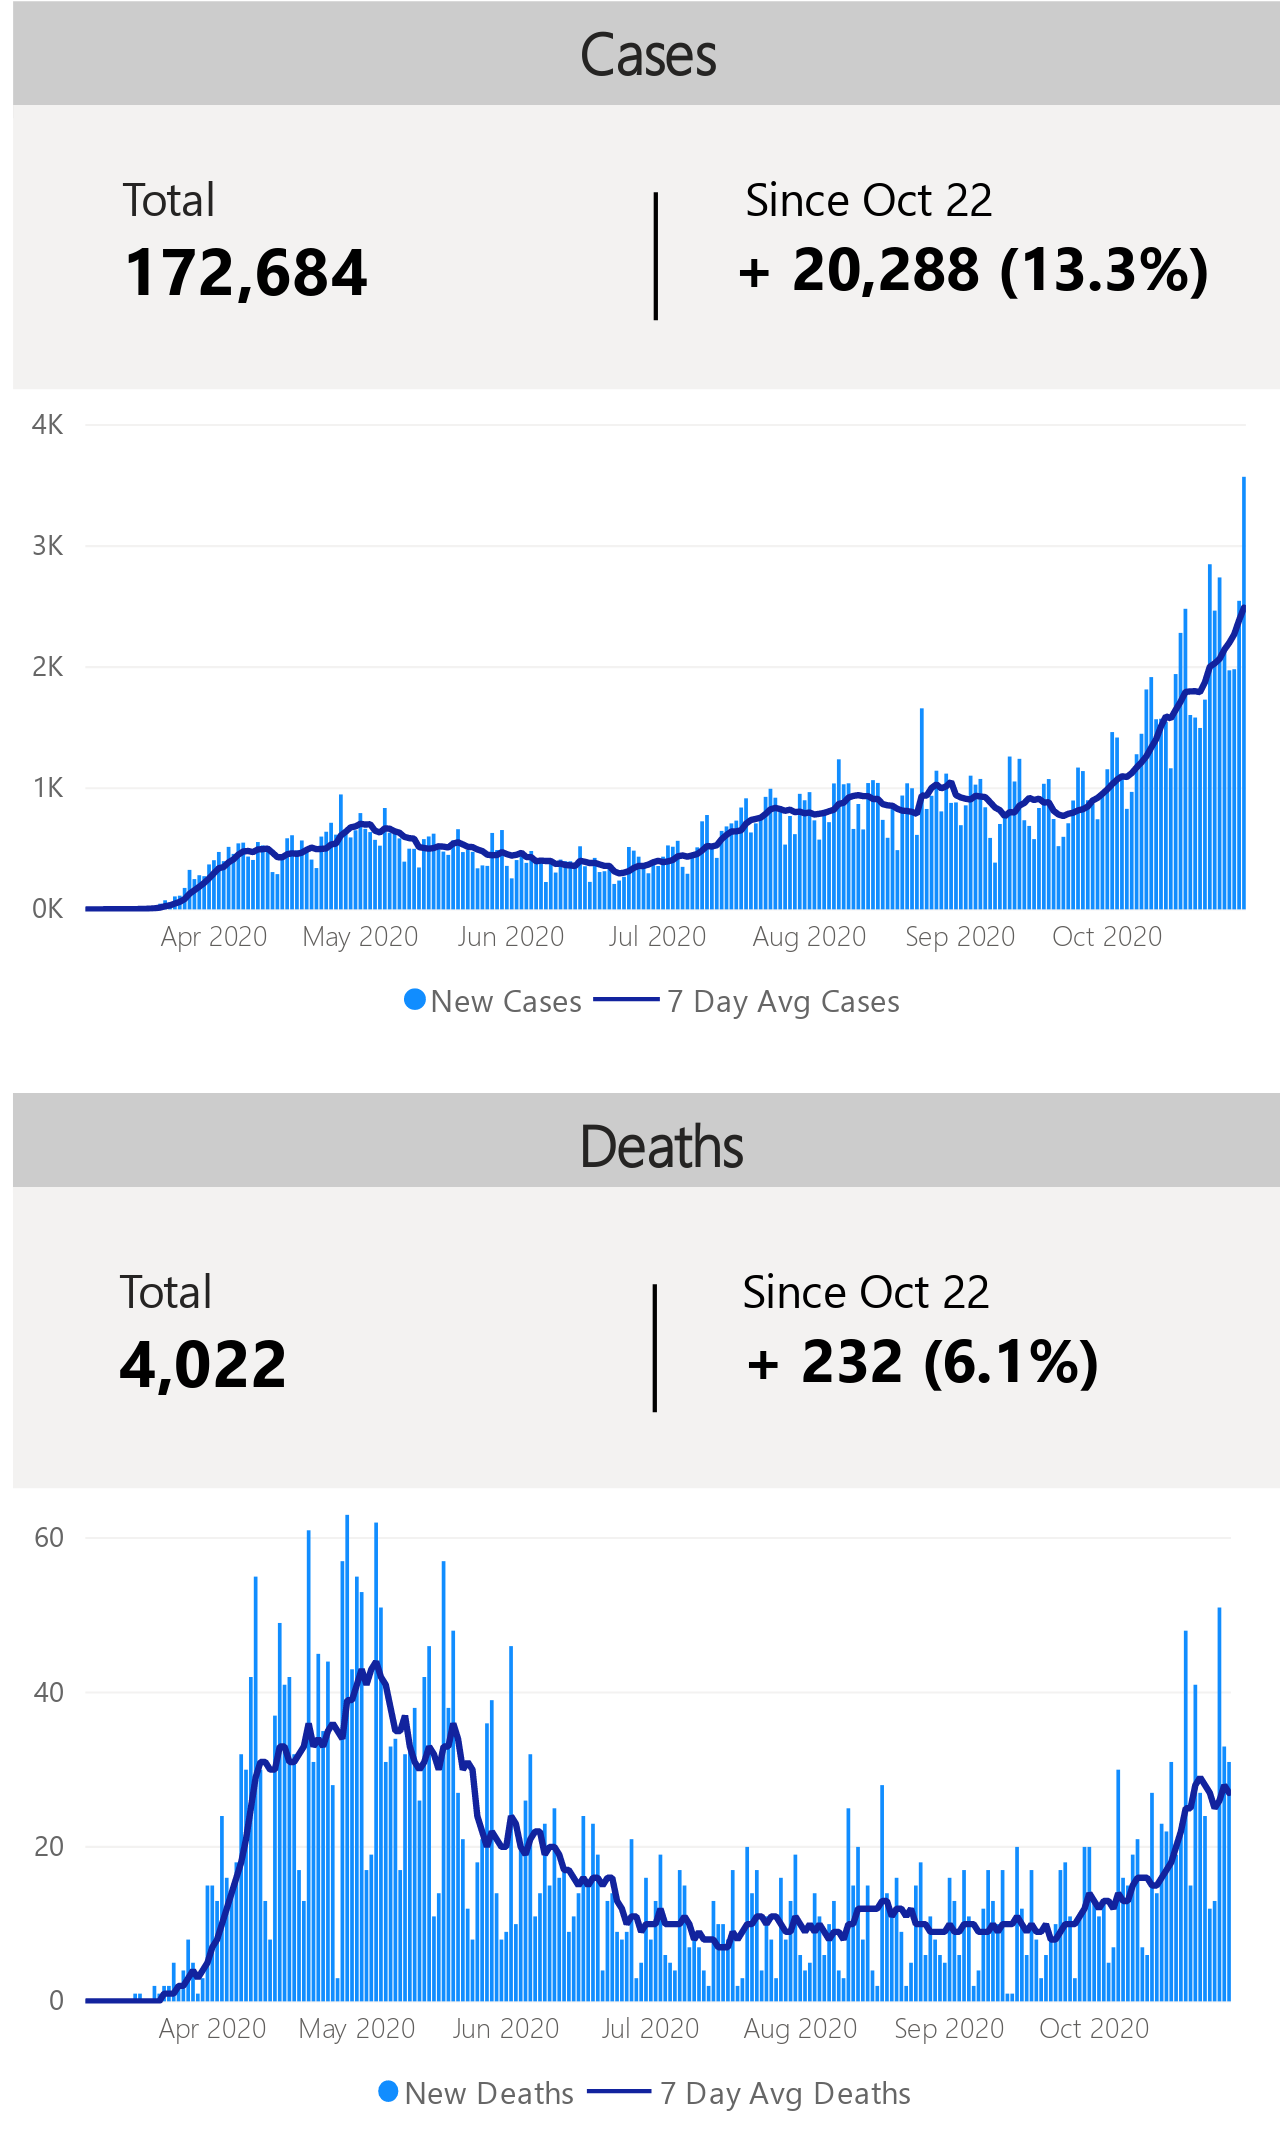 Cases
Total
Since Oct 22
172,684
+ 20,288 (13.3%)
4K
3K
2K
1K
0K
Apr 2020 May 2020 Jun 2020 Jul 2020 Aug 2020 Sep 2020 Oct 2020
New Cases 7 Day Avg Cases
Deaths
Total
Since Oct 22
4,022
+ 232 (6.1%)
60
40
20
0
Apr 2020 May 2020 Jun 2020 Jul 2020 Aug 2020 Sep 2020 Oct 2020
New Deaths 7 Day Avg Deaths